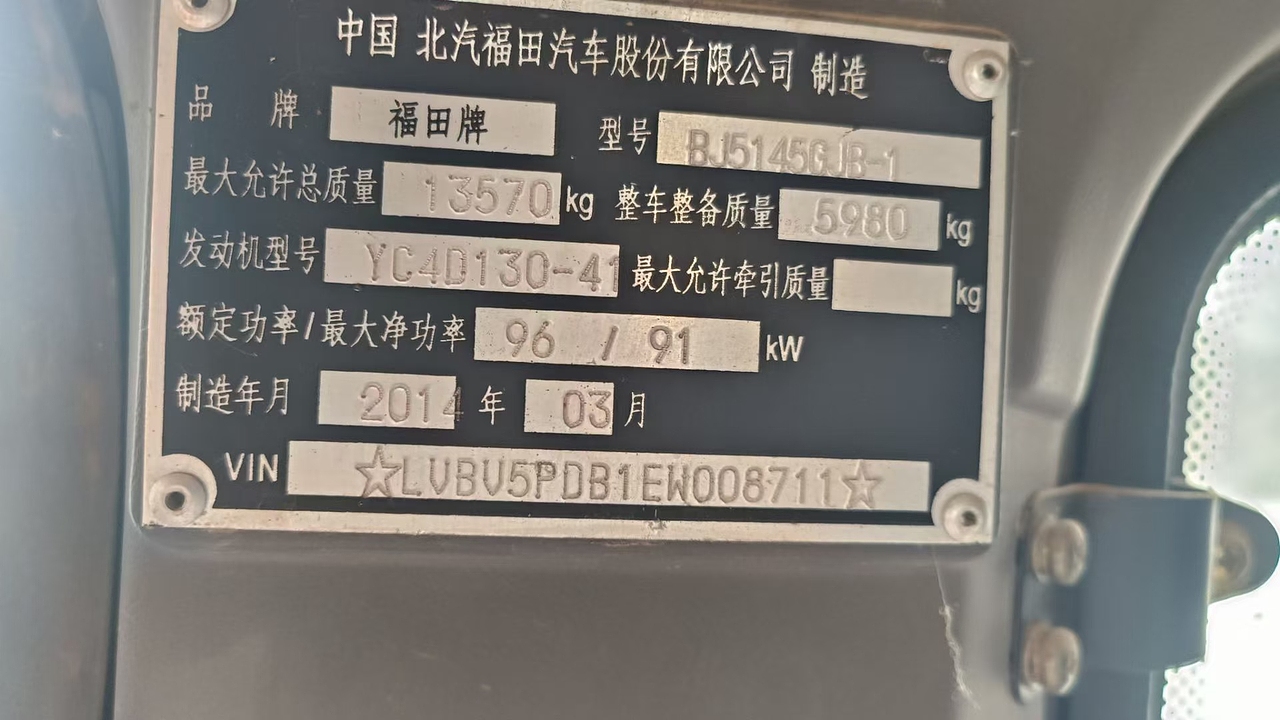 中国 北汽福田汽车股份有限公司 制造
品 牌 福田牌 型号 BJ5145GJB-1
最大允许总质量 13570 kg 整车整备质量 5980 kg
发动机型号 YC4D130-41 最大允许牵引质量 kg
额定功率/最大净功率 96 / 91 kW
制造年月 2014 年 03 月
VIN ☆LVBV5PDB1EW008711☆